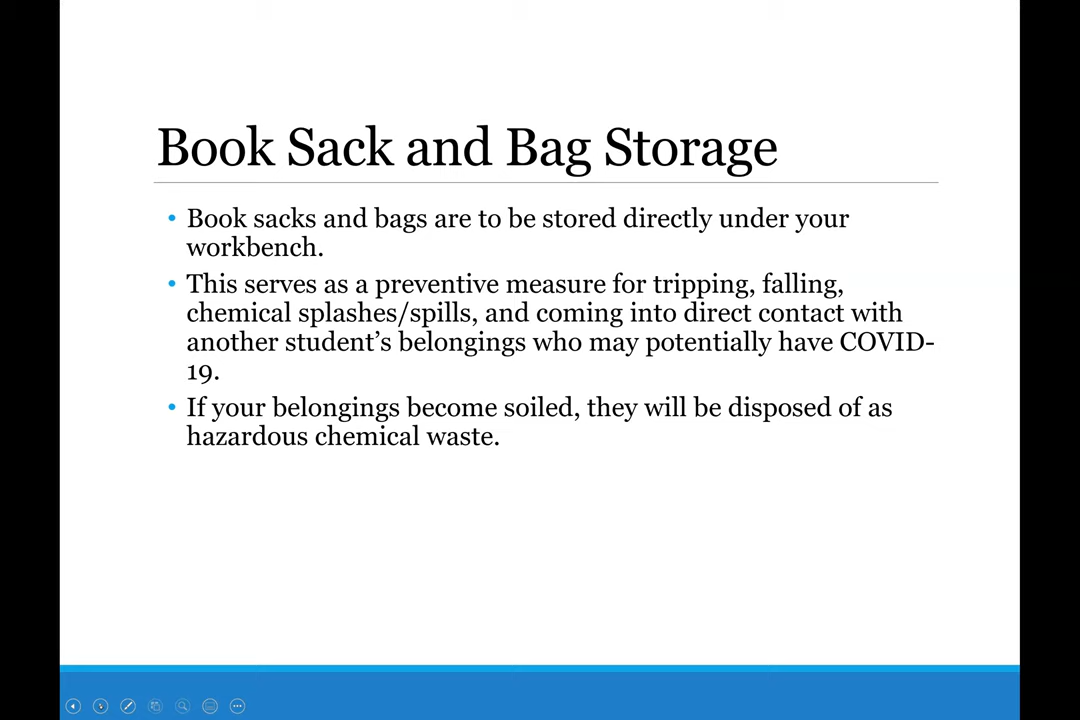 Book Sack and Bag Storage
• Book sacks and bags are to be stored directly under your
workbench.
• This serves as a preventive measure for tripping, falling,
chemical splashes/spills, and coming into direct contact with
another student's belongings who may potentially have COVID-
19.
• If your belongings become soiled, they will be disposed of as
hazardous chemical waste.